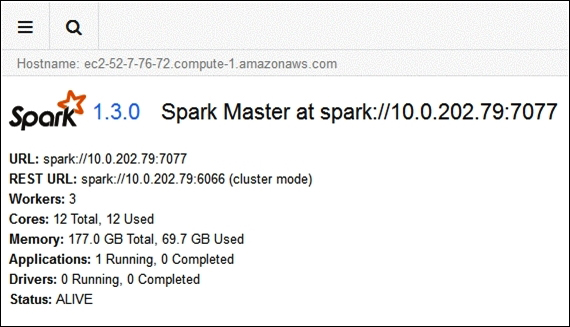 Hostname: ec2-52-7-76-72.compute-1.amazonaws.com
Spark 1.3.0 Spark Master at spark://10.0.202.79:7077
URL: spark://10.0.202.79:7077
REST URL: spark://10.0.202.79:6066 (cluster mode)
Workers: 3
Cores: 12 Total, 12 Used
Memory: 177.0 GB Total, 69.7 GB Used
Applications: 1 Running, 0 Completed
Drivers: 0 Running, 0 Completed
Status: ALIVE